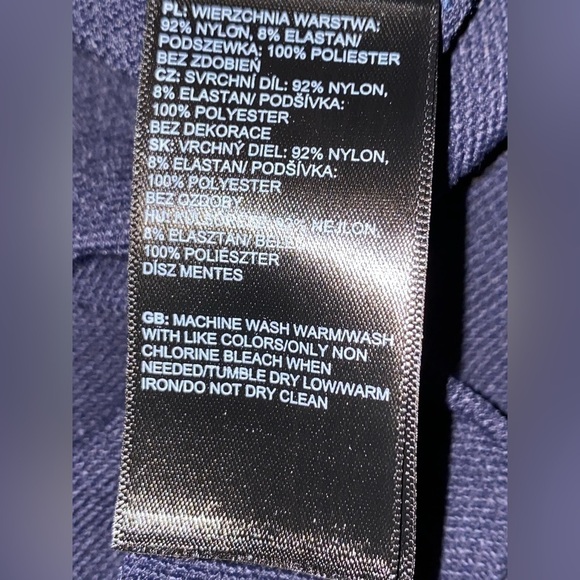 PL: WIERZCHNIA WARSTWA:
92% NYLON, 8% ELASTAN/
PODSZEWKA: 100% POLIESTER
BEZ ZDOBIEŃ
CZ: SVRCHNÍ DÍL: 92% NYLON,
8% ELASTAN/ PODŠÍVKA:
100% POLYESTER
BEZ DEKORACE
SK: VRCHNÝ DIEL: 92% NYLON,
8% ELASTAN/ PODŠÍVKA:
100% POLYESTER
BEZ OZDOBY
8% ELASZTÁN/
100% POLIÉSZTER
DÍSZ MENTES
GB: MACHINE WASH WARM/WASH
WITH LIKE COLORS/ONLY NON
CHLORINE BLEACH WHEN
NEEDED/TUMBLE DRY LOW/WARM
IRON/DO NOT DRY CLEAN